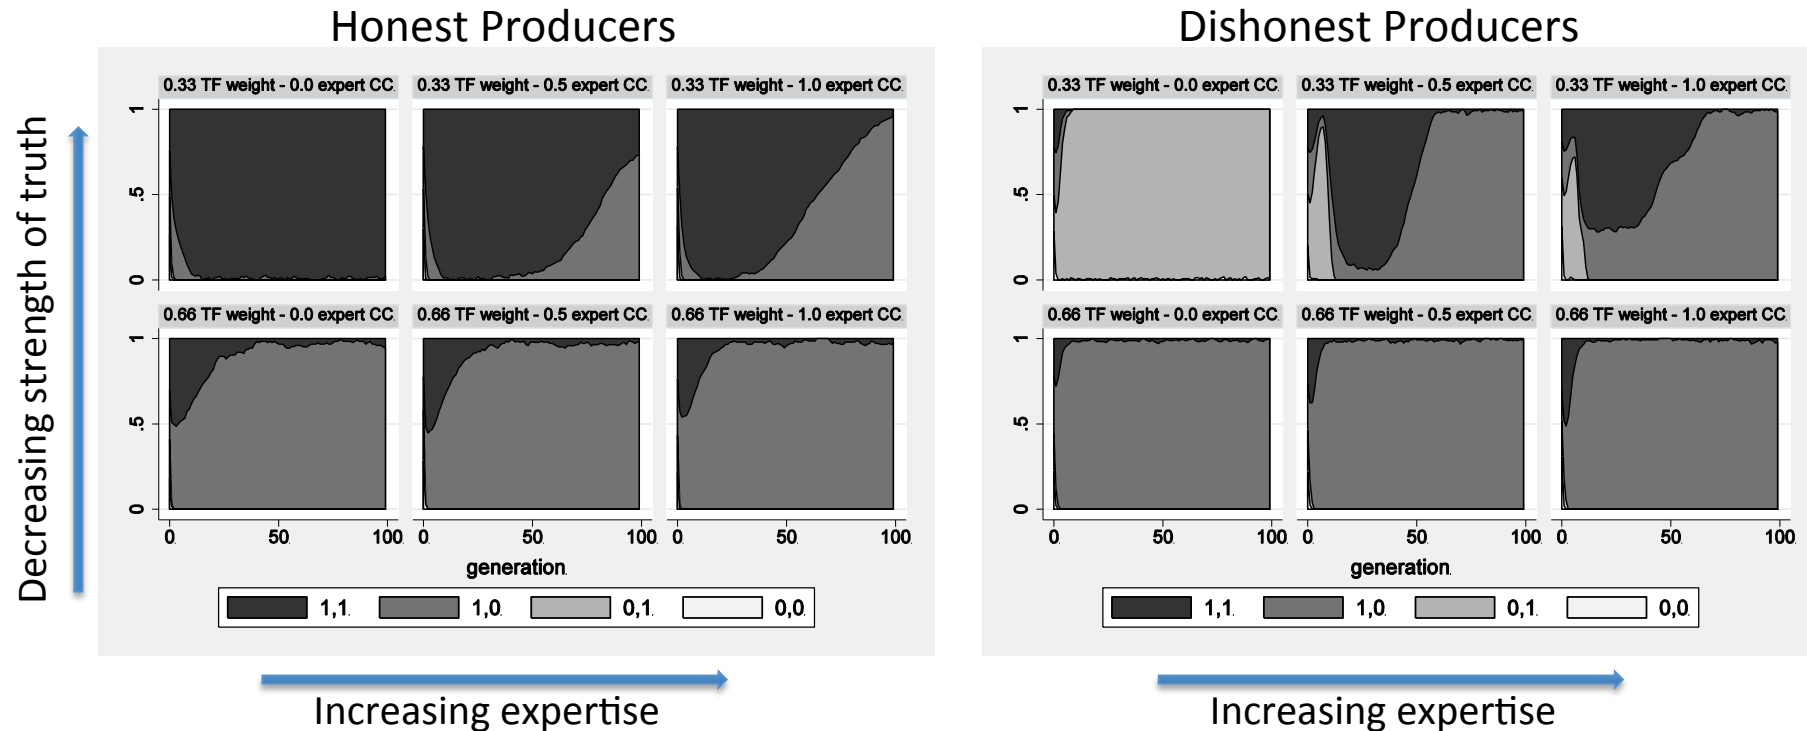 Honest Producers
Dishonest Producers
Decreasing strength of truth
0.33 TF weight - 0.0 expert CC
0.33 TF weight - 0.5 expert CC
0.33 TF weight - 1.0 expert CC
1
.5
0
0.66 TF weight - 0.0 expert CC
0.66 TF weight - 0.5 expert CC
0.66 TF weight - 1.0 expert CC
1
.5
0
0 50 100
0 50 100
0 50 100
generation
1,1 1,0 0,1 0,0
Increasing expertise
0.33 TF weight - 0.0 expert CC
0.33 TF weight - 0.5 expert CC
0.33 TF weight - 1.0 expert CC
1
.5
0
0.66 TF weight - 0.0 expert CC
0.66 TF weight - 0.5 expert CC
0.66 TF weight - 1.0 expert CC
1
.5
0
0 50 100
0 50 100
0 50 100
generation
1,1 1,0 0,1 0,0
Increasing expertise